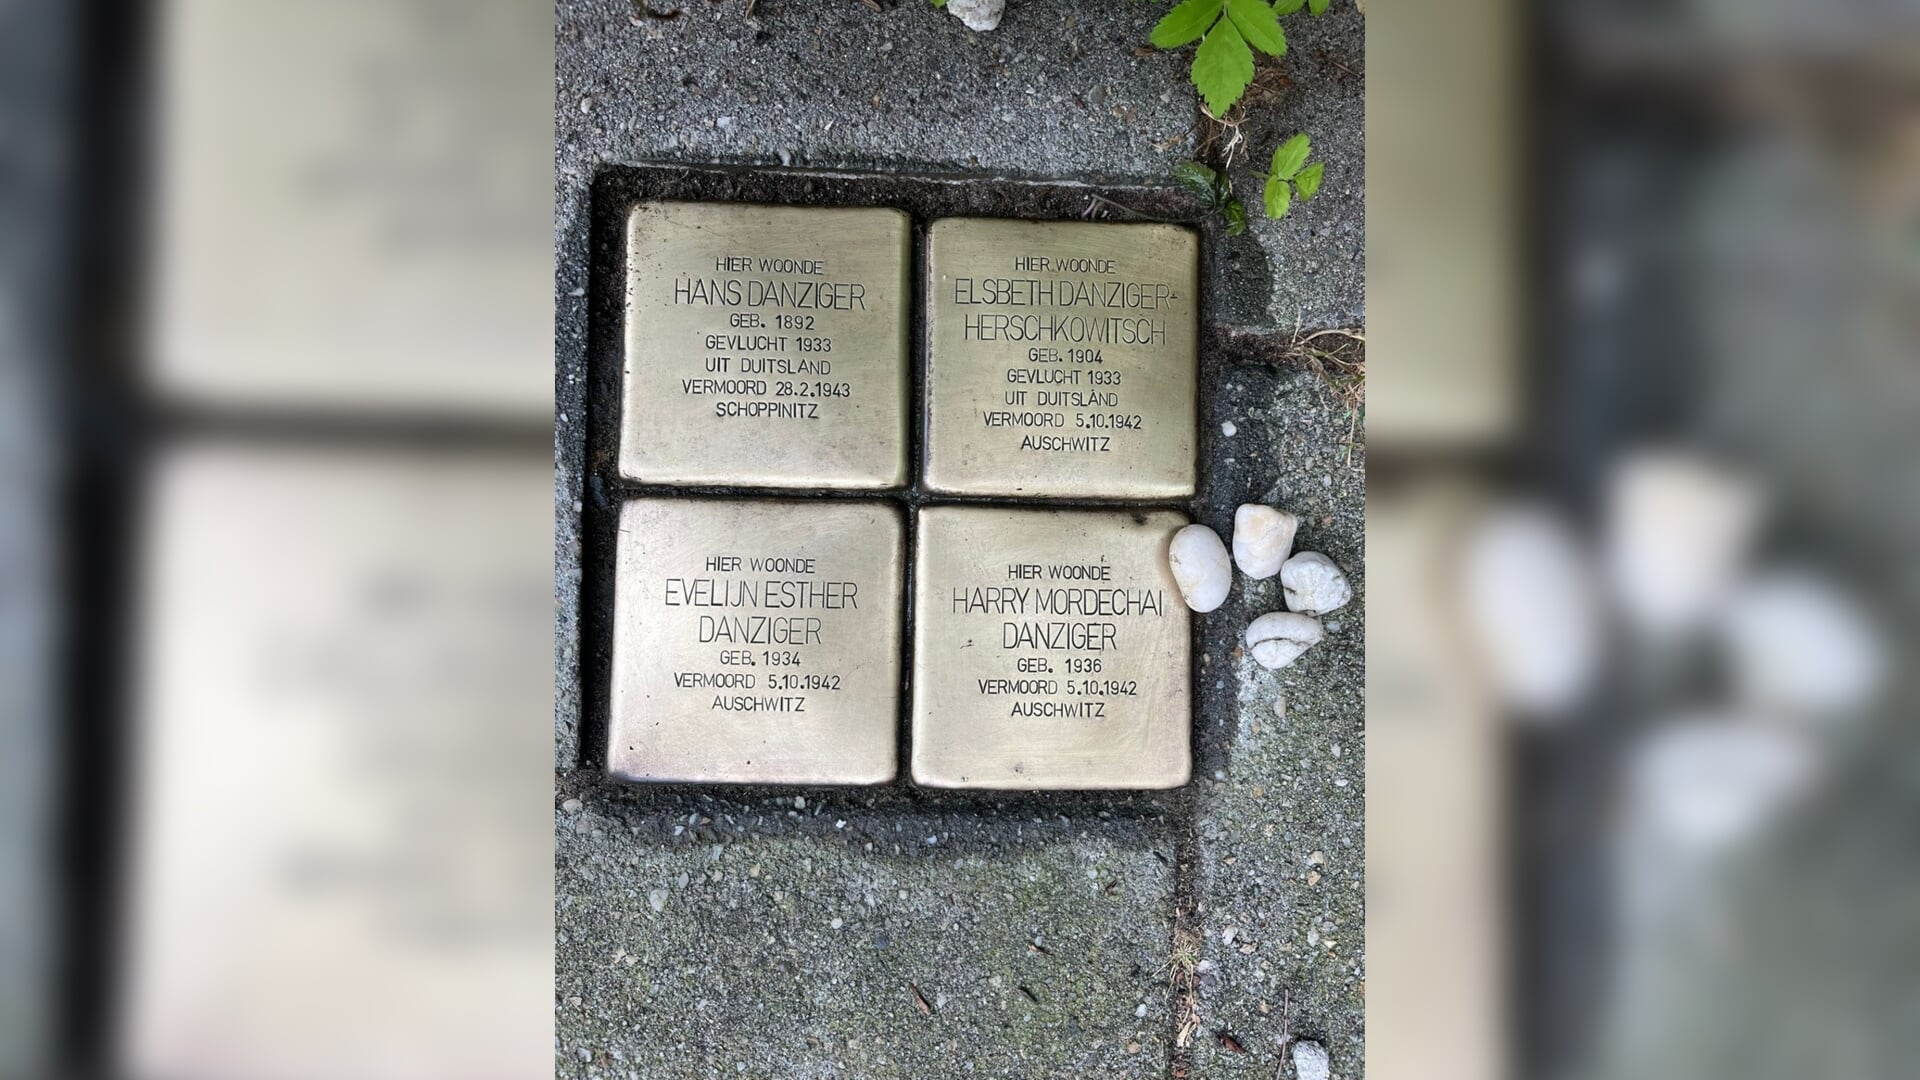 HIER WOONDE
HANS DANZIGER
GEB. 1892
GEVLUCHT 1933
UIT DUITSLAND
VERMOORD 28.2.1943
SCHOPPINITZ
HIER WOONDE
ELSBETH DANZIGER-
HERSCHKOWITSCH
GEB. 1904
GEVLUCHT 1933
UIT DUITSLAND
VERMOORD 5.10.1942
AUSCHWITZ
HIER WOONDE
EVELIJN ESTHER
DANZIGER
GEB. 1934
VERMOORD 5.10.1942
AUSCHWITZ
HIER WOONDE
HARRY MORDECHAI
DANZIGER
GEB. 1936
VERMOORD 5.10.1942
AUSCHWITZ